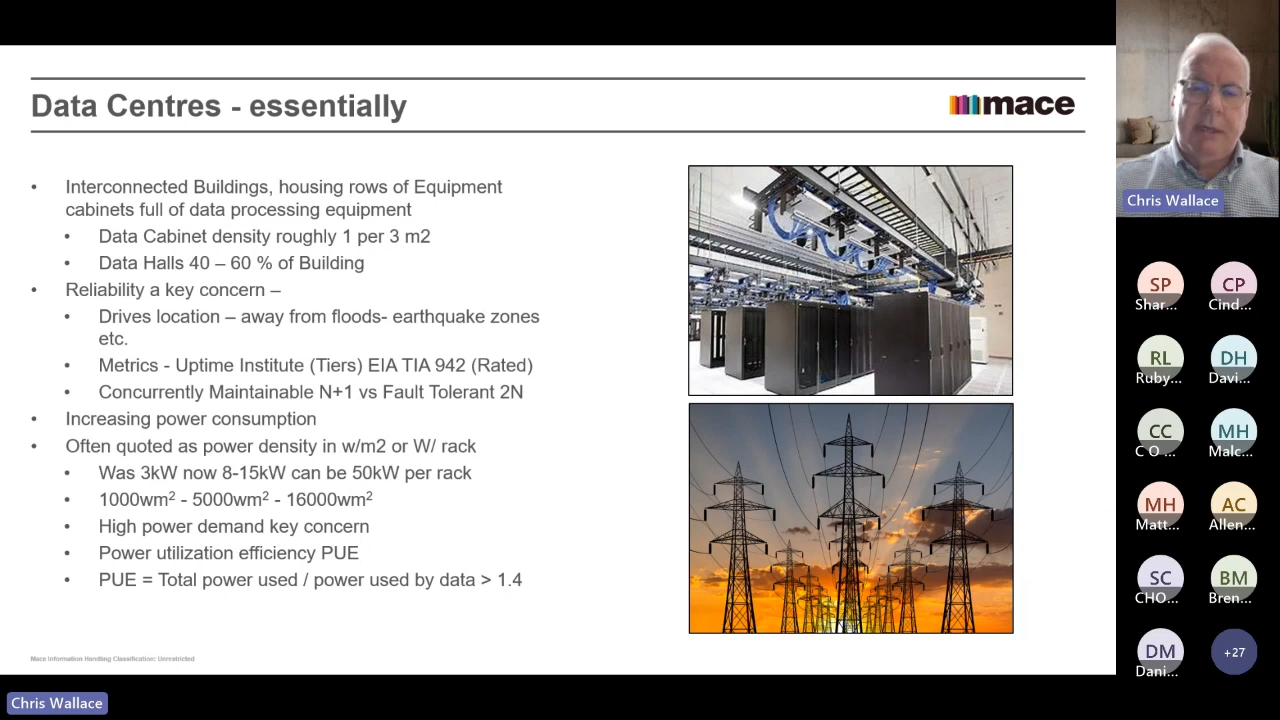 Data Centres - essentially
mace
• Interconnected Buildings, housing rows of Equipment
cabinets full of data processing equipment
• Data Cabinet density roughly 1 per 3 m2
• Data Halls 40 – 60 % of Building
• Reliability a key concern –
• Drives location – away from floods- earthquake zones
etc.
• Metrics - Uptime Institute (Tiers) EIA TIA 942 (Rated)
• Concurrently Maintainable N+1 vs Fault Tolerant 2N
• Increasing power consumption
• Often quoted as power density in w/m2 or W/ rack
• Was 3kW now 8-15kW can be 50kW per rack
• 1000wm² - 5000wm² - 16000wm²
• High power demand key concern
• Power utilization efficiency PUE
• PUE = Total power used / power used by data > 1.4
Mace Information Handling Classification: Unrestricted
Chris Wallace
Chris Wallace
SP
Shar...
CP
Cind...
RL
Ruby...
DH
Davi...
CC
C O ...
MH
Malc...
MH
Matt...
AC
Allen...
SC
CHO...
BM
Bren...
DM
Dani...
+27